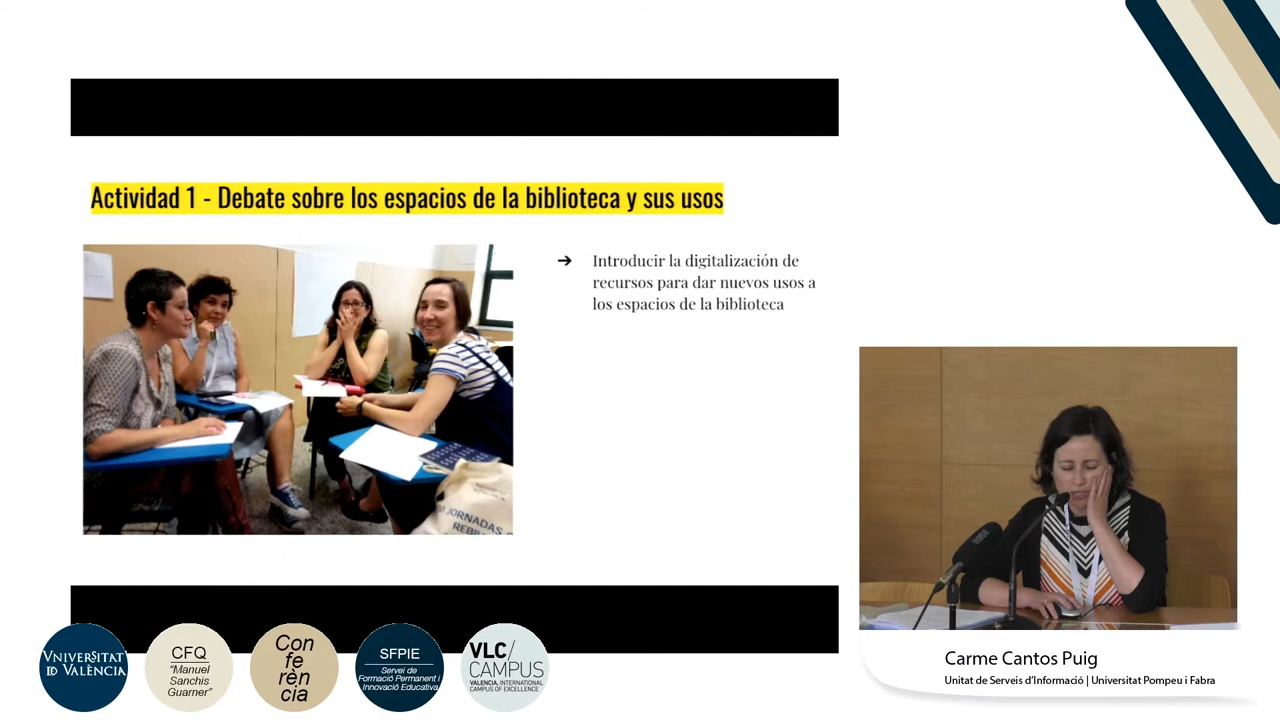 Actividad 1 - Debate sobre los espacios de la biblioteca y sus usos
➔ Introducir la digitalización de
recursos para dar nuevos usos a
los espacios de la biblioteca
JORNADAS
REBIU
RØDE
VNIVERSITAT
ID VALÈNCIA
CFQ
"Manuel
Sanchis
Guarner"
Con
fe
rèn
cia
SFPIE
Servei de
Formació Permanent i
Innovació Educativa
VLC/
CAMPUS
VALENCIA, INTERNATIONAL
CAMPUS OF EXCELLENCE
Carme Cantos Puig
Unitat de Serveis d'Informació | Universitat Pompeu i Fabra